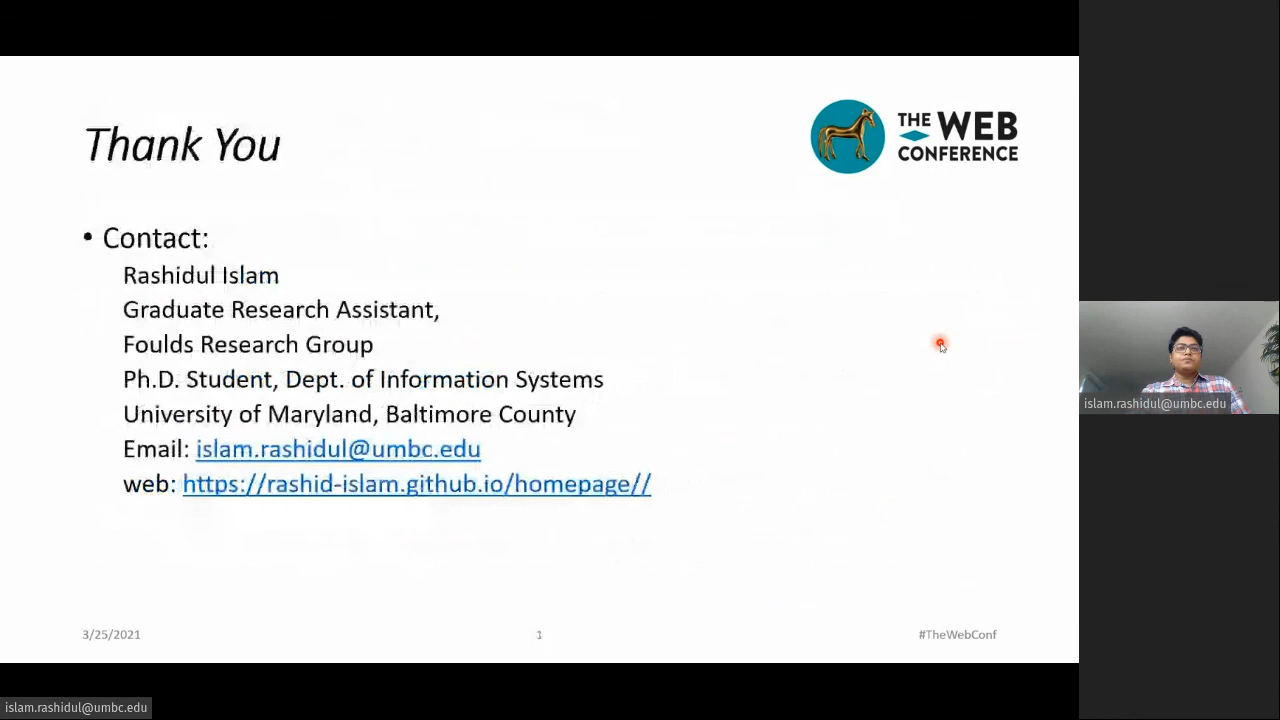 Thank You
THE WEB
CONFERENCE
• Contact:
Rashidul Islam
Graduate Research Assistant,
Foulds Research Group
Ph.D. Student, Dept. of Information Systems
University of Maryland, Baltimore County
Email: islam.rashidul@umbc.edu
web: https://rashid-islam.github.io/homepage//
islam.rashidul@umbc.edu
3/25/2021
#TheWebConf
islam.rashidul@umbc.edu